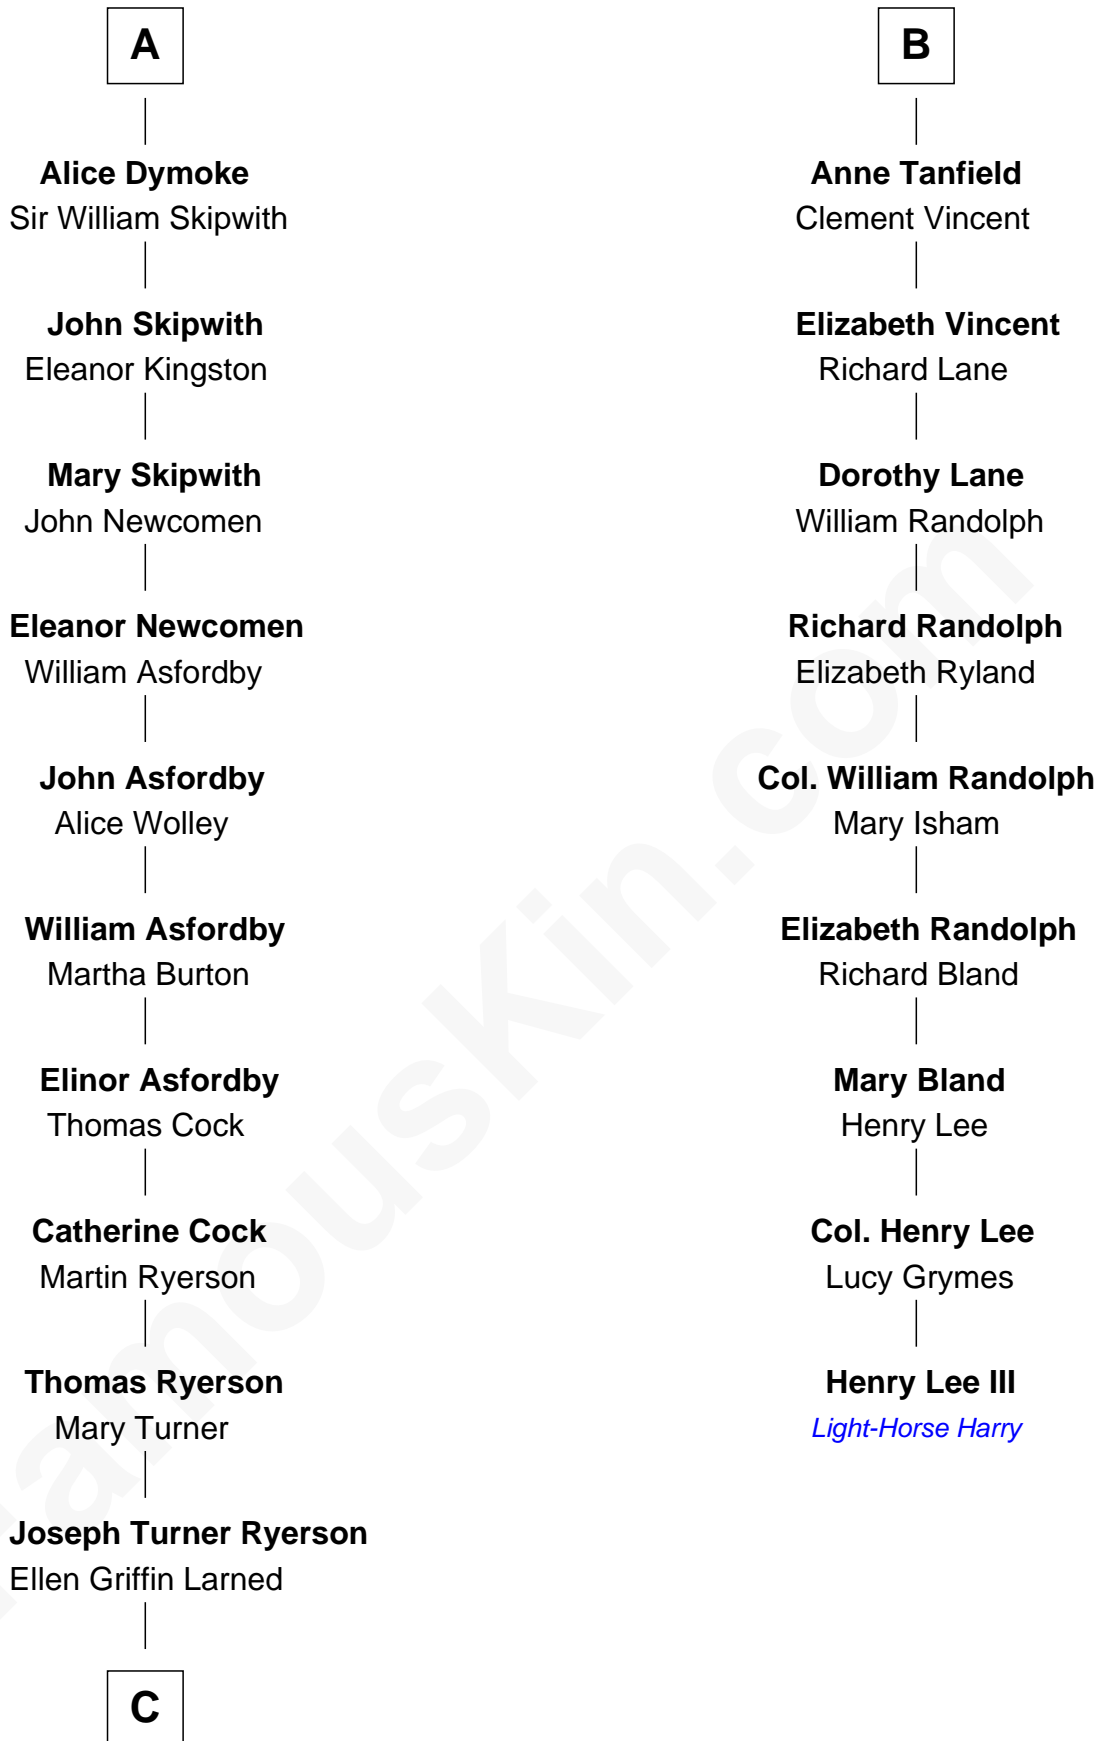 A
Alice Dymoke
Sir William Skipwith
John Skipwith
Eleanor Kingston
Mary Skipwith
John Newcomen
Eleanor Newcomen
William Asfordby
John Asfordby
Alice Wolley
William Asfordby
Martha Burton
Elinor Asfordby
Thomas Cock
Catherine Cock
Martin Ryerson
Thomas Ryerson
Mary Turner
Joseph Turner Ryerson
Ellen Griffin Larned
C
B
Anne Tanfield
Clement Vincent
Elizabeth Vincent
Richard Lane
Dorothy Lane
William Randolph
Richard Randolph
Elizabeth Ryland
Col. William Randolph
Mary Isham
Elizabeth Randolph
Richard Bland
Mary Bland
Henry Lee
Col. Henry Lee
Lucy Grymes
Henry Lee III
Light-Horse Harry
FamousKin.com